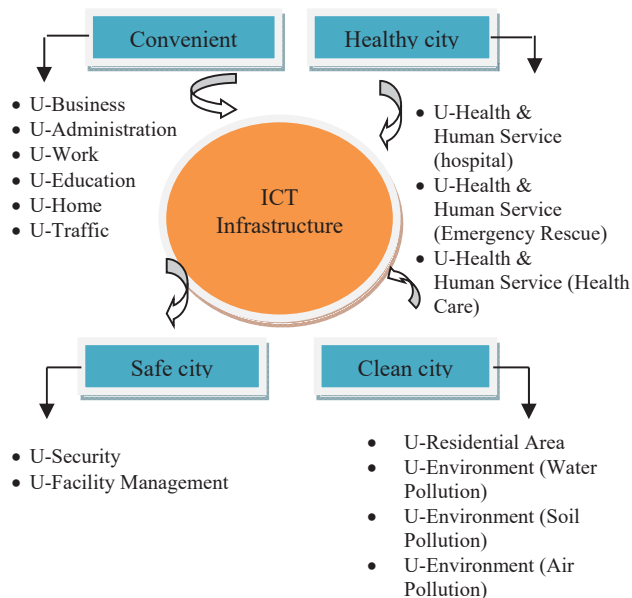 Convenient
Healthy city
• U-Business
• U-Administration
• U-Work
• U-Education
• U-Home
• U-Traffic
ICT
Infrastructure
• U-Health &
Human Service
(hospital)
• U-Health &
Human Service
(Emergency Rescue)
• U-Health &
Human Service (Health
Care)
Safe city
Clean city
• U-Security
• U-Facility Management
• U-Residential Area
• U-Environment (Water
Pollution)
• U-Environment (Soil
Pollution)
• U-Environment (Air
Pollution)